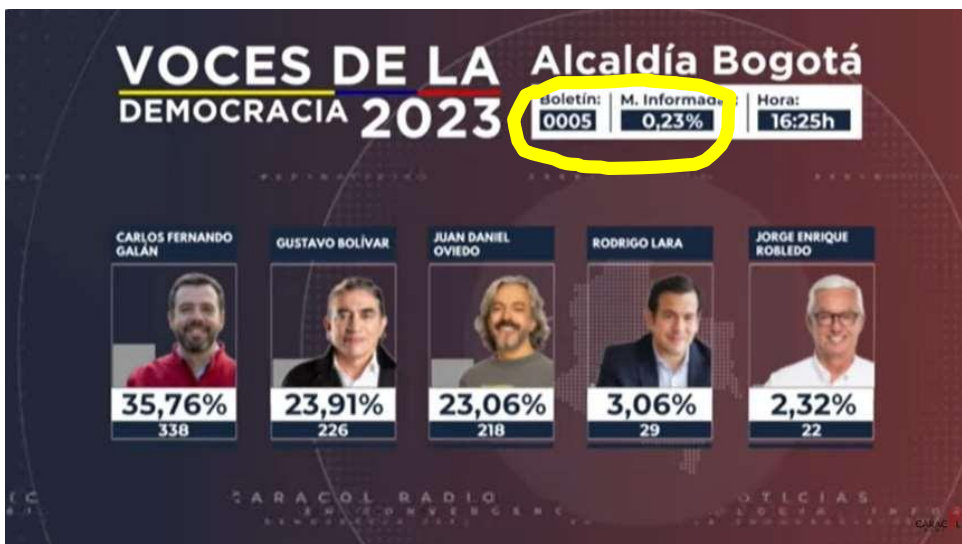 VOCES DE LA
DEMOCRACIA 2023
Alcaldía Bogotá
Boletín: M. Informadas: Hora:
0005 0,23% 16:25h
CARLOS FERNANDO
GALÁN
GUSTAVO BOLÍVAR
JUAN DANIEL
OVIEDO
RODRIGO LARA
JORGE ENRIQUE
ROBLEDO
35,76% 23,91% 23,06% 3,06% 2,32%
338 226 218 29 22
CARACOL RADIO